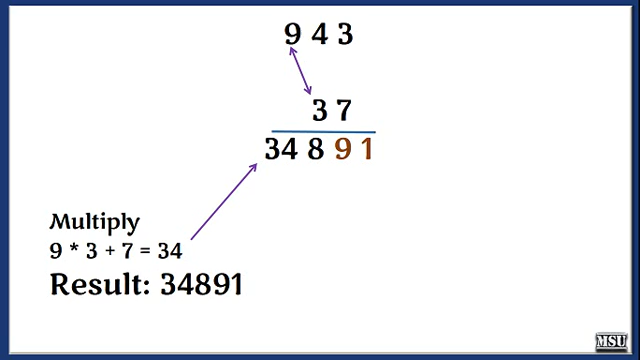 9 4 3
3 7
34 8 9 1
Multiply
9 * 3 + 7 = 34
Result: 34891
MSU